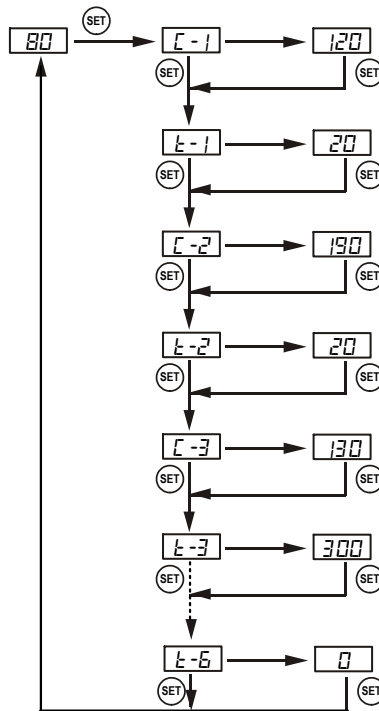 SET
80 C-1 120
SET SET
t-1 20
SET SET
C-2 190
SET SET
t-2 20
SET SET
C-3 130
SET SET
t-3 300
SET SET
t-6 0
SET SET